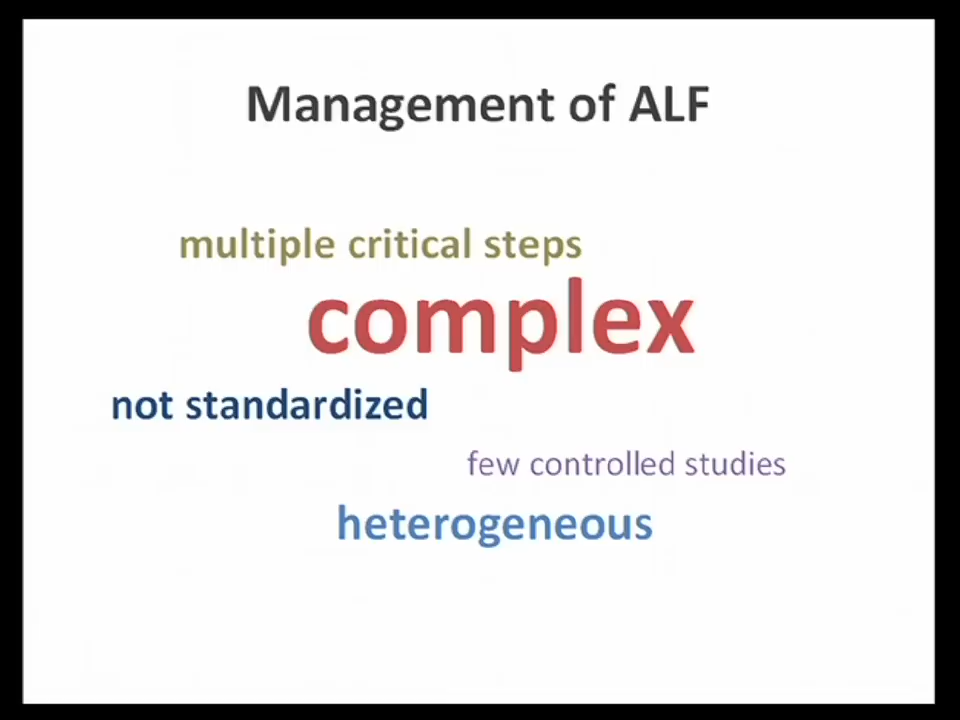 Management of ALF
multiple critical steps
complex
not standardized
few controlled studies
heterogeneous